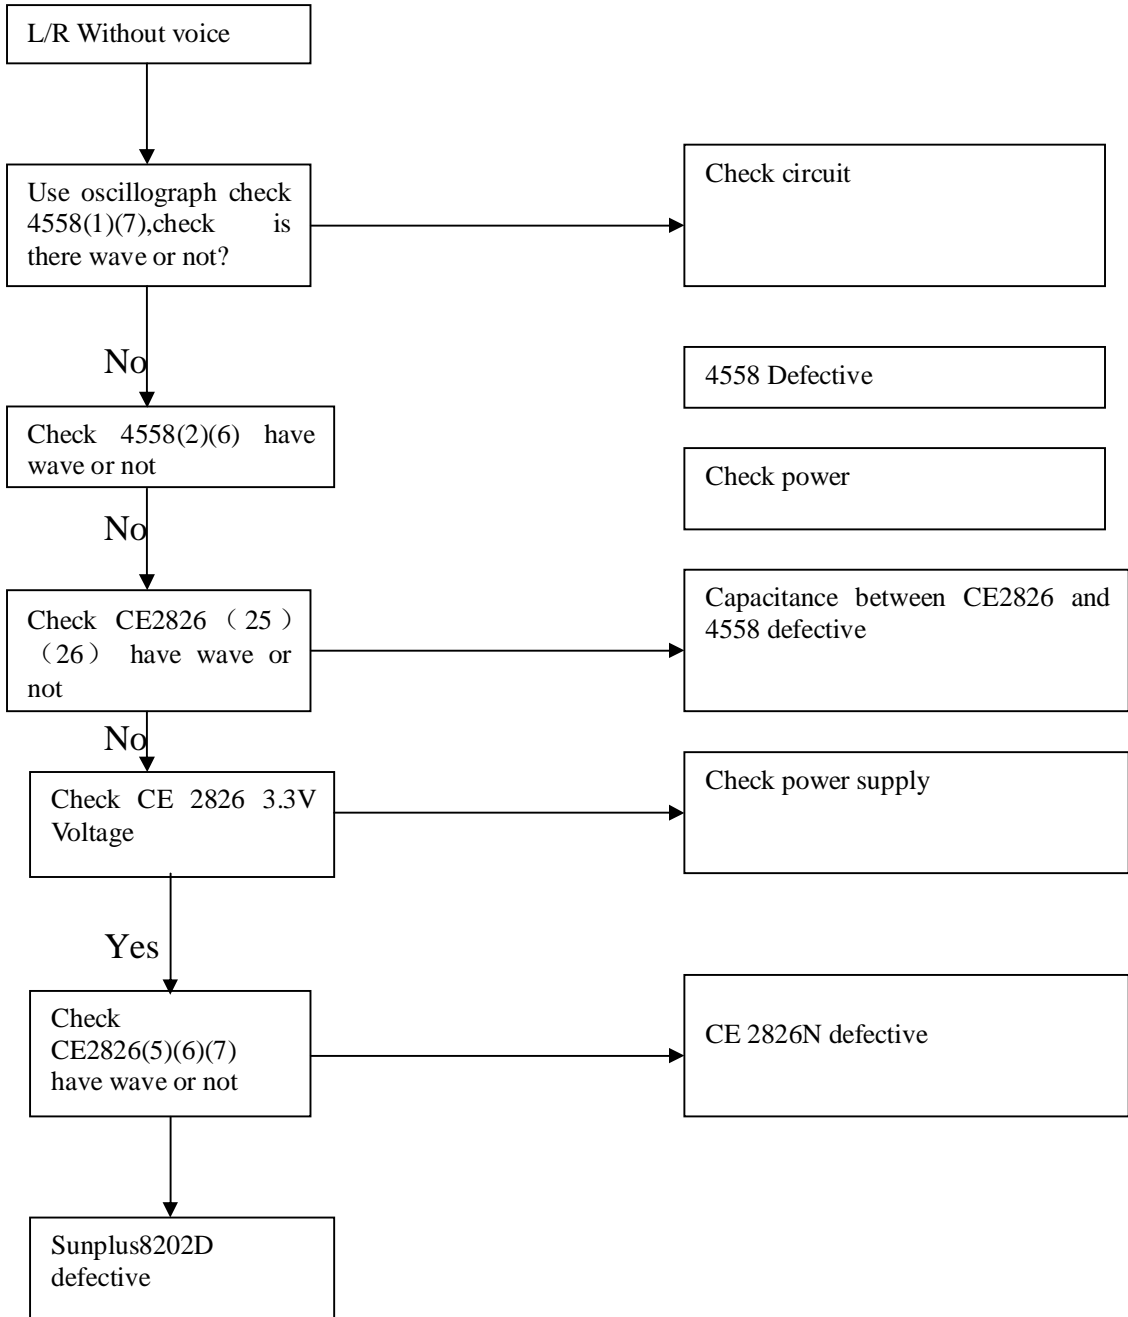 L/R Without voice
Use oscillograph check
4558(1)(7),check is
there wave or not?
Check circuit
No
4558 Defective
Check 4558(2)(6) have
wave or not
Check power
No
Check CE2826（25）
（26） have wave or
not
Capacitance between CE2826 and
4558 defective
No
Check CE 2826 3.3V
Voltage
Check power supply
Yes
Check
CE2826(5)(6)(7)
have wave or not
CE 2826N defective
Sunplus8202D
defective